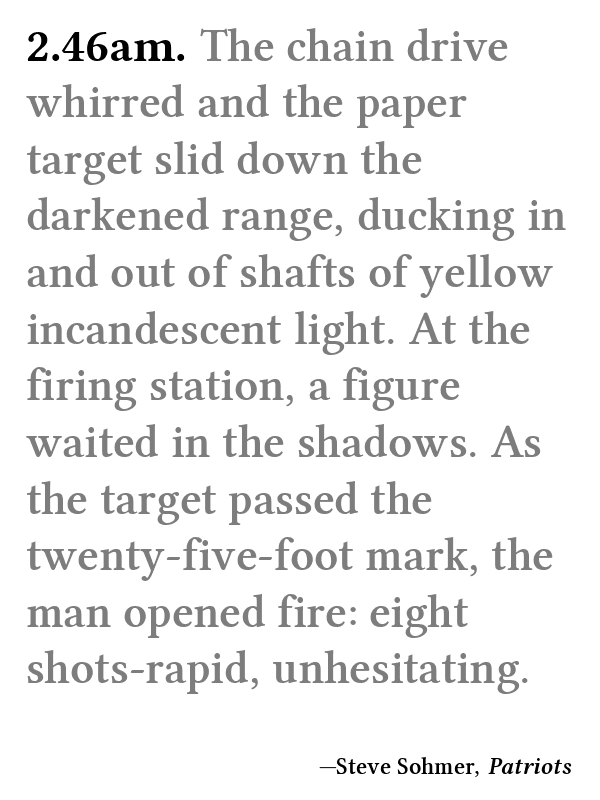 2.46am. The chain drive
whirred and the paper
target slid down the
darkened range, ducking in
and out of shafts of yellow
incandescent light. At the
firing station, a figure
waited in the shadows. As
the target passed the
twenty-five-foot mark, the
man opened fire: eight
shots-rapid, unhesitating.
—Steve Sohmer, Patriots